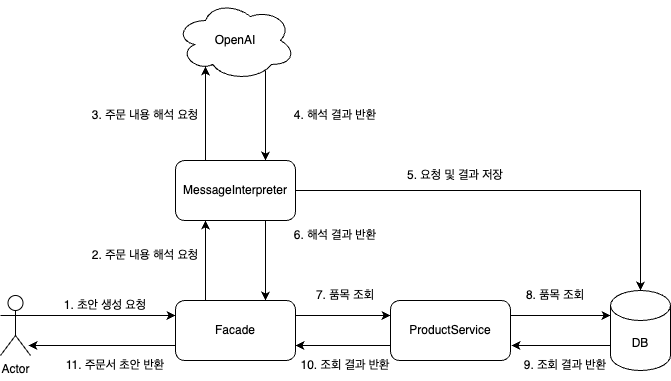 OpenAI
3. 주문 내용 해석 요청
4. 해석 결과 반환
MessageInterpreter
5. 요청 및 결과 저장
2. 주문 내용 해석 요청
6. 해석 결과 반환
1. 초안 생성 요청
7. 품목 조회
8. 품목 조회
Facade
ProductService
DB
Actor
11. 주문서 초안 반환
10. 조회 결과 반환
9. 조회 결과 반환